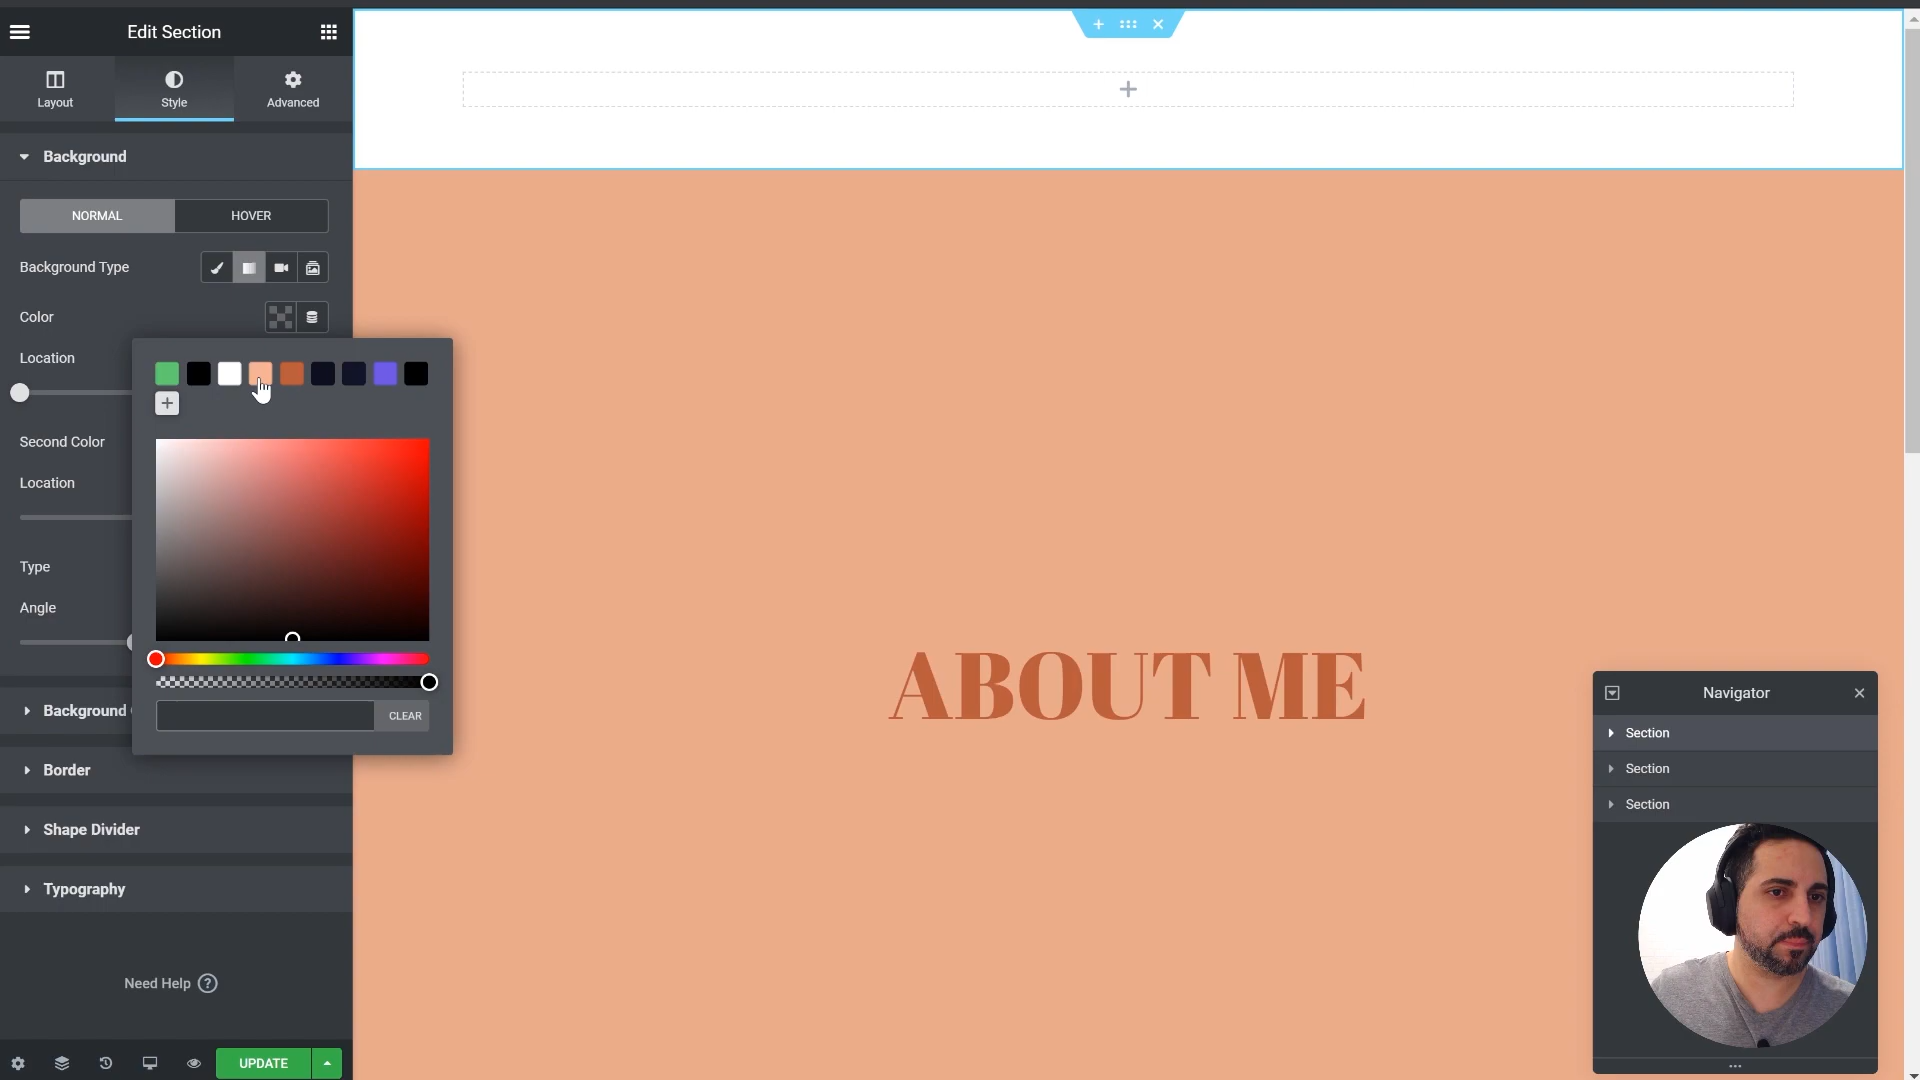 Edit Section
Layout
Style
Advanced
Background
NORMAL
HOVER
Background Type
Color
Location
Second Color
Location
Type
Angle
CLEAR
Background
Border
Shape Divider
Typography
Need Help
UPDATE
ABOUT ME
Navigator
Section
Section
Section